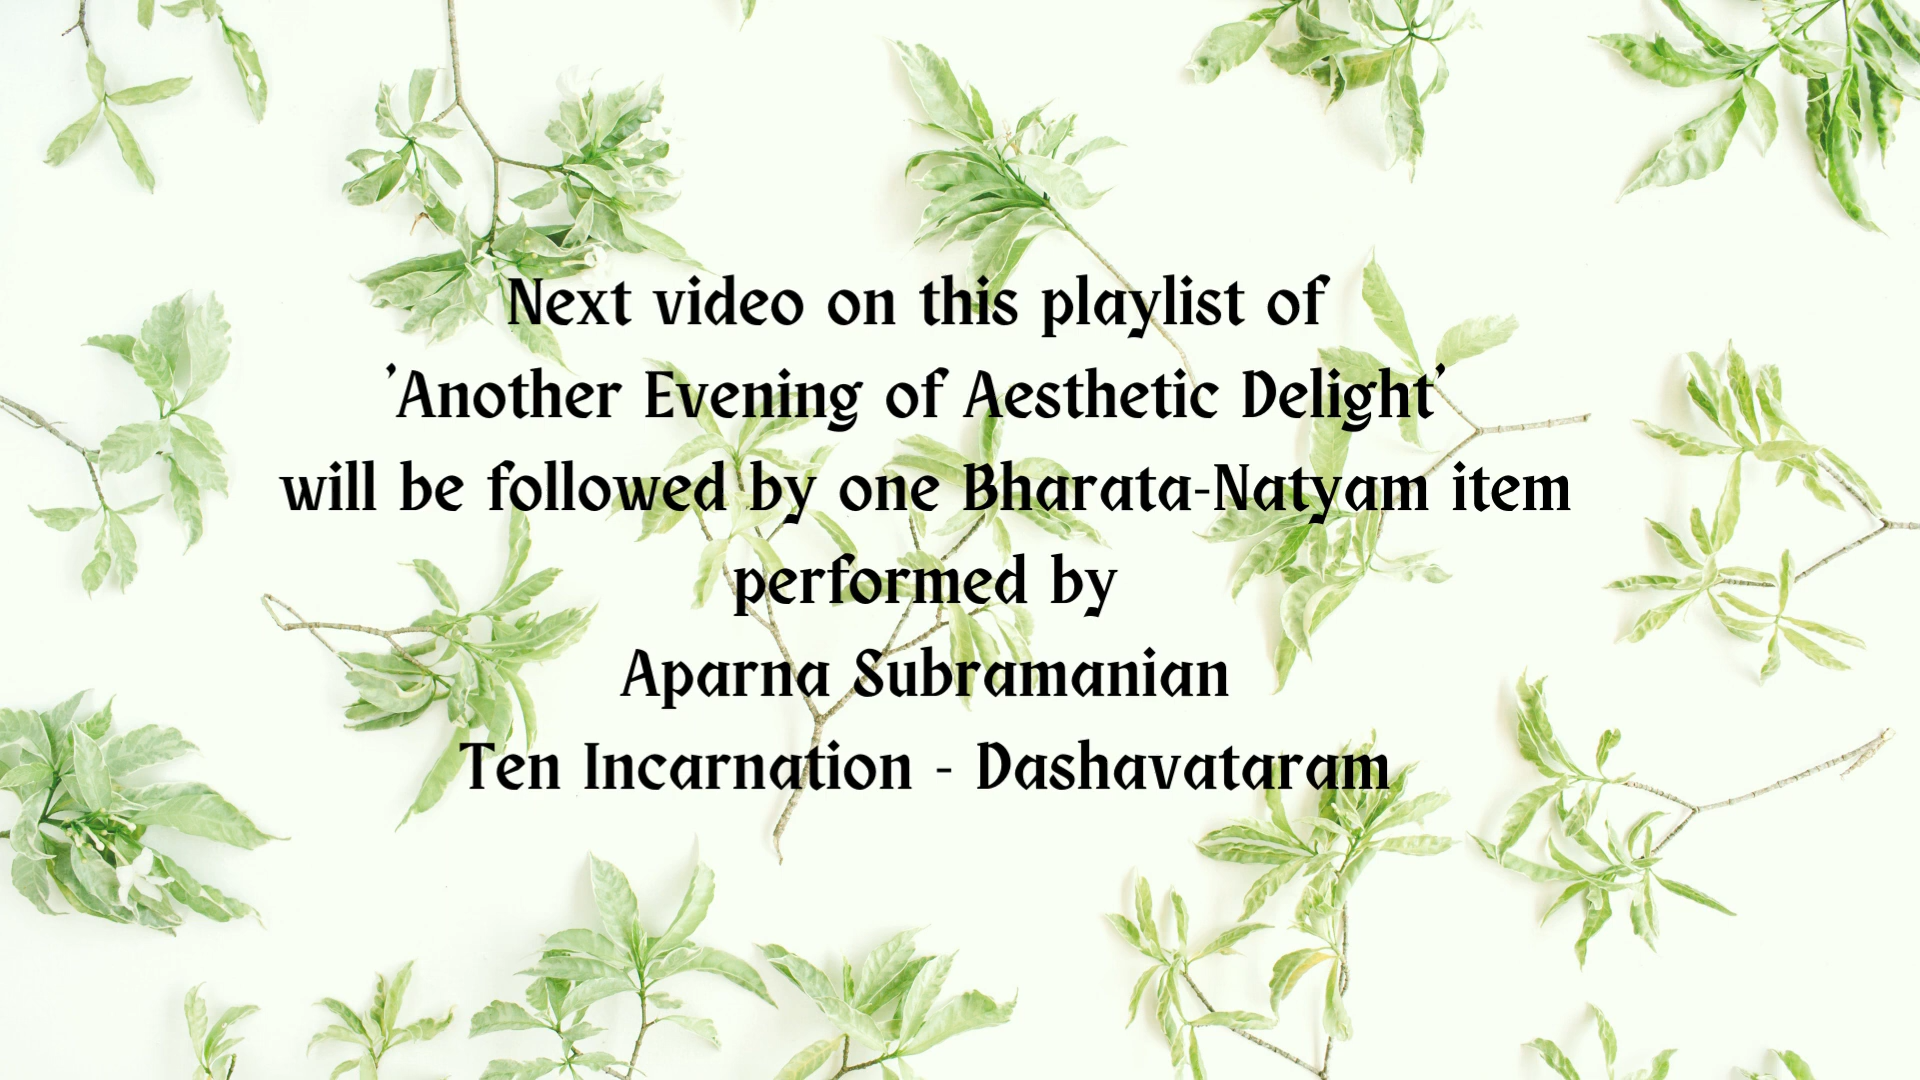 Next video on this playlist of
'Another Evening of Aesthetic Delight'
will be followed by one Bharata-Natyam item
performed by
Aparna Subramanian
Ten Incarnation - Dashavataram